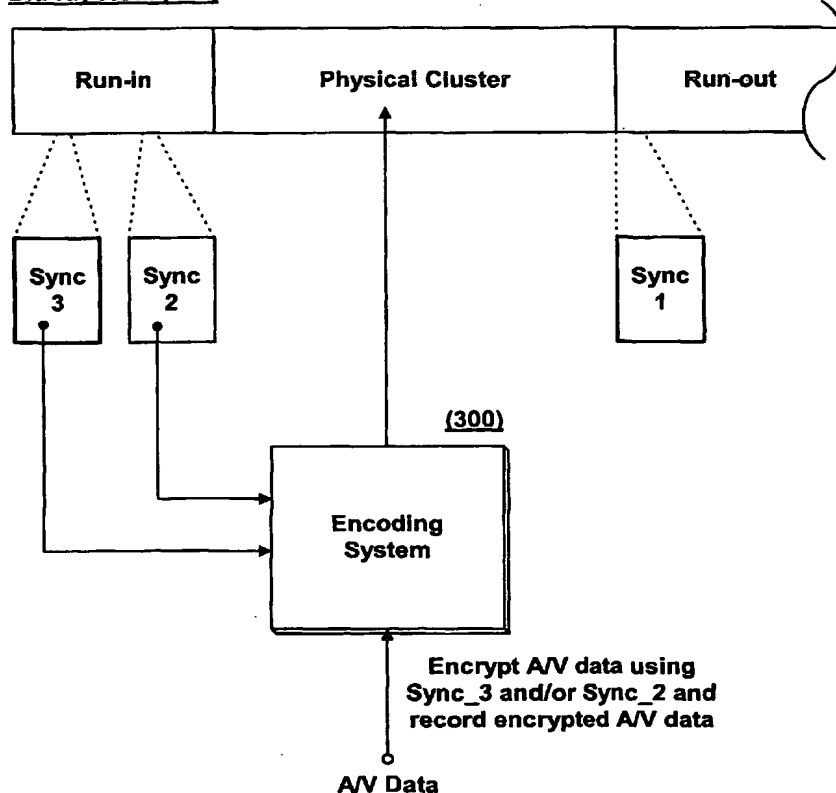 Run-in
Physical Cluster
Run-out
Sync
3
Sync
2
Sync
1
(300)
Encoding
System
Encrypt A/V data using
Sync_3 and/or Sync_2 and
record encrypted A/V data
A/V Data